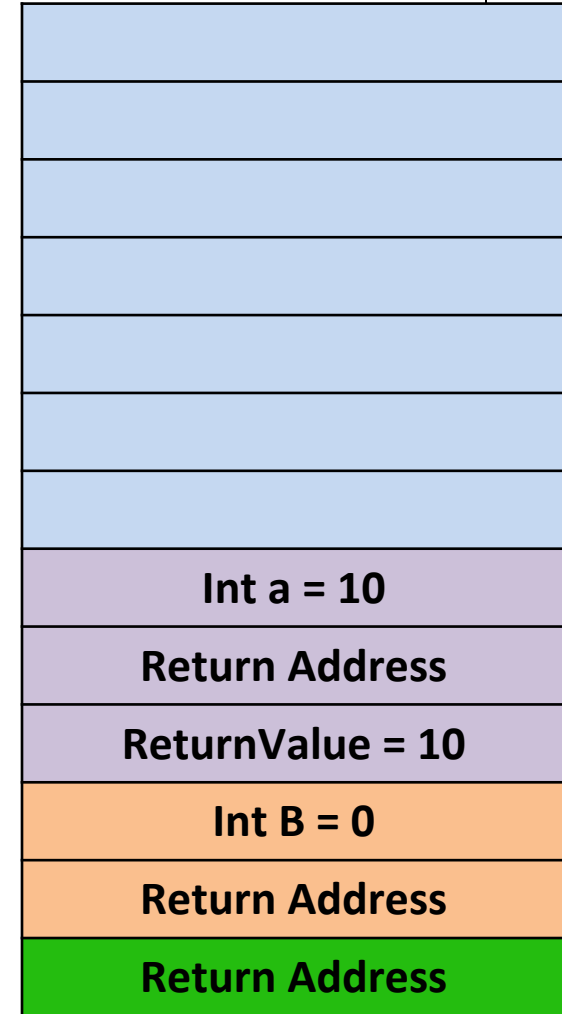 Int a = 10
Return Address
ReturnValue = 10
Int B = 0
Return Address
Return Address